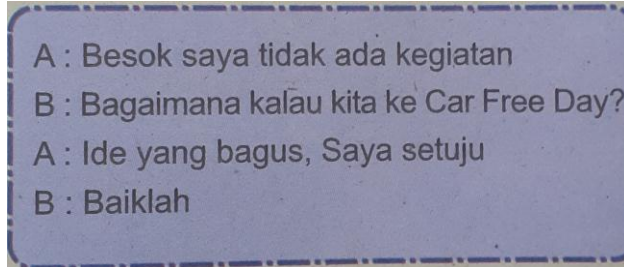 A : Besok saya tidak ada kegiatan
B : Bagaimana kalau kita ke Car Free Day?
A : Ide yang bagus, Saya setuju
B : Baiklah